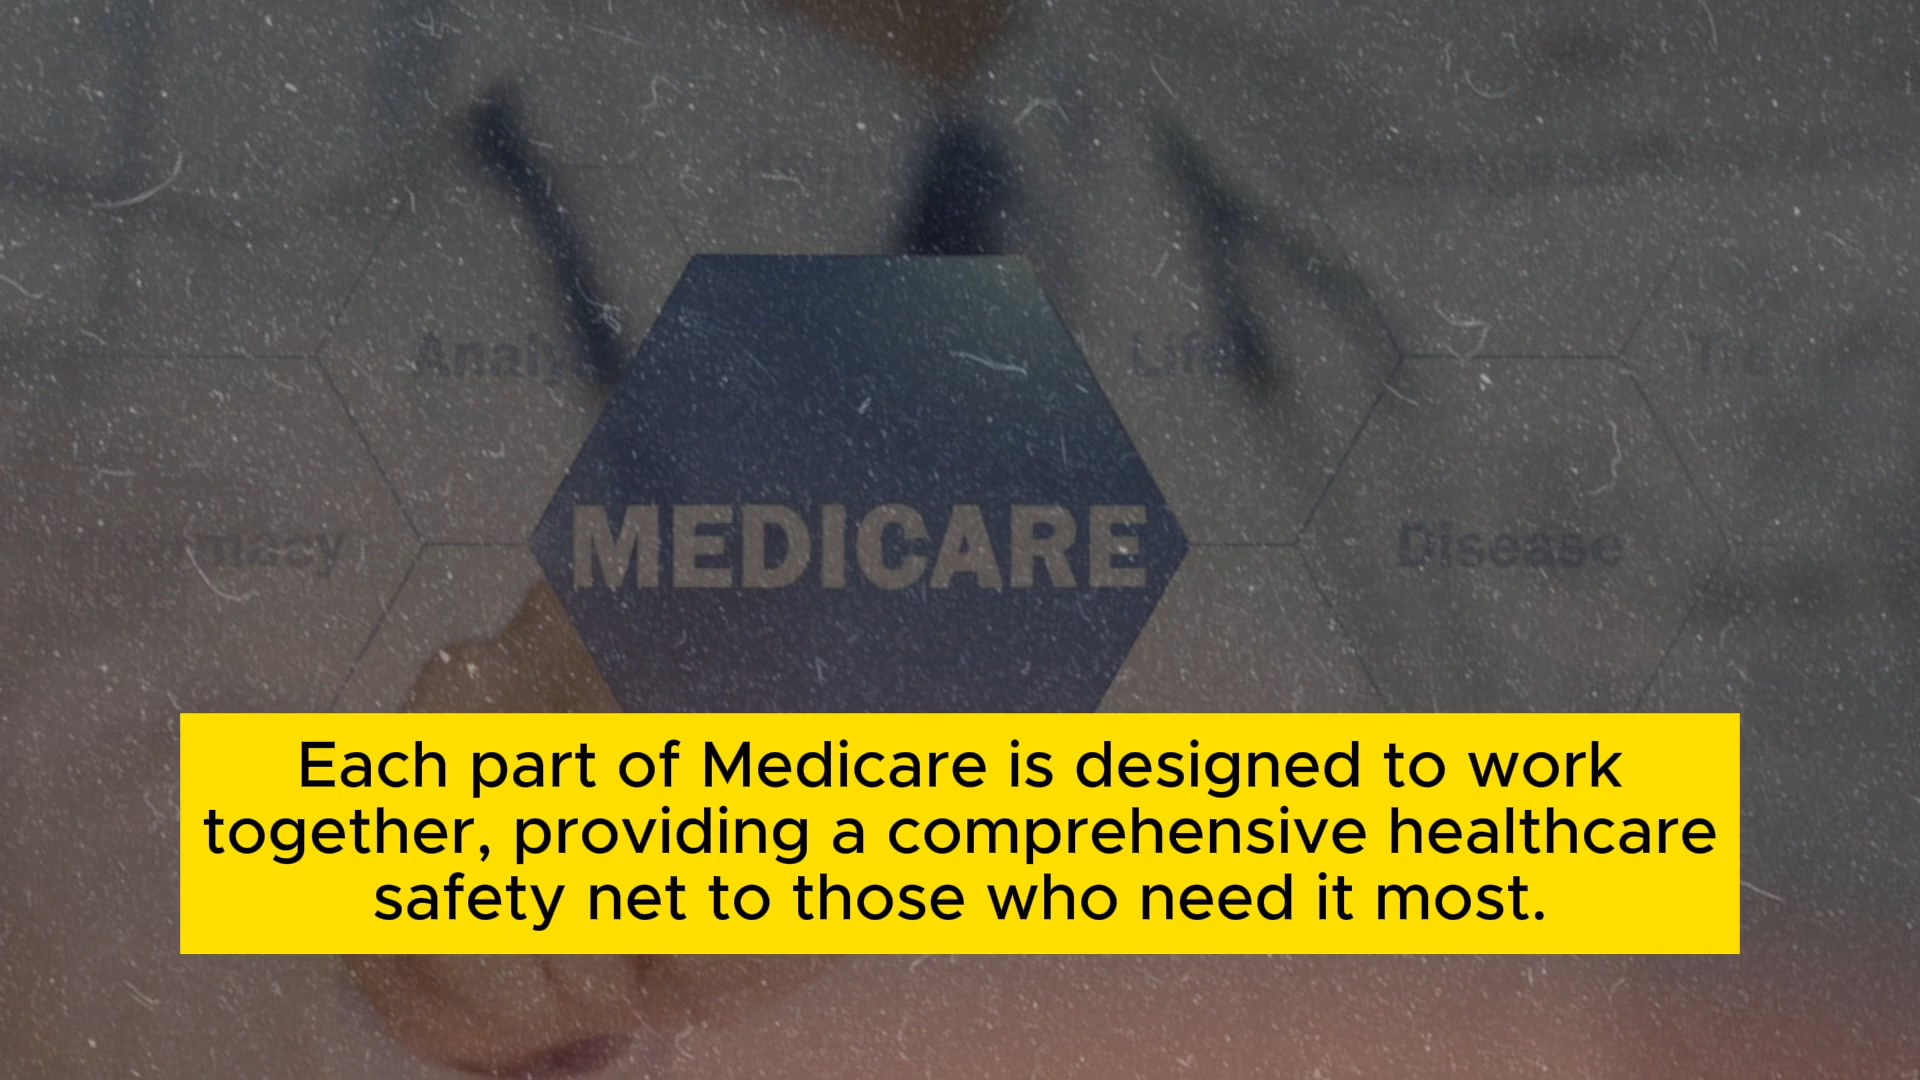 Life
MEDICARE
Disease
Each part of Medicare is designed to work
together, providing a comprehensive healthcare
safety net to those who need it most.